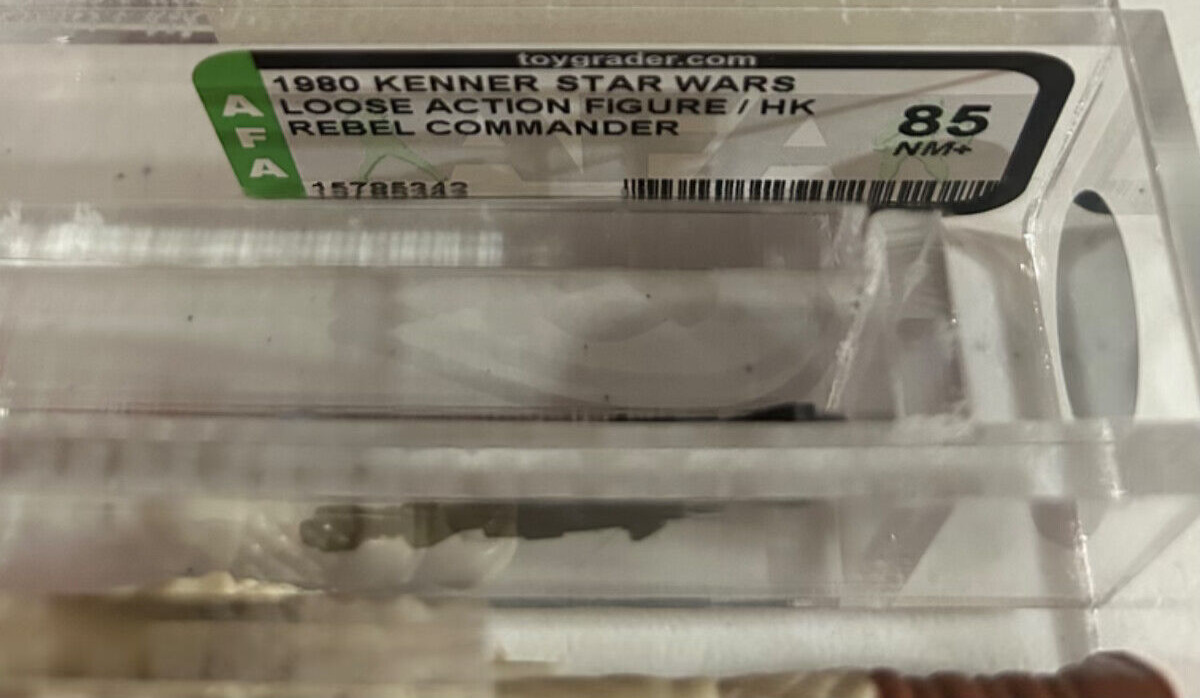 toygrader.com
1980 KENNER STAR WARS
LOOSE ACTION FIGURE / HK
REBEL COMMANDER
15785343
85
NM+
AFA